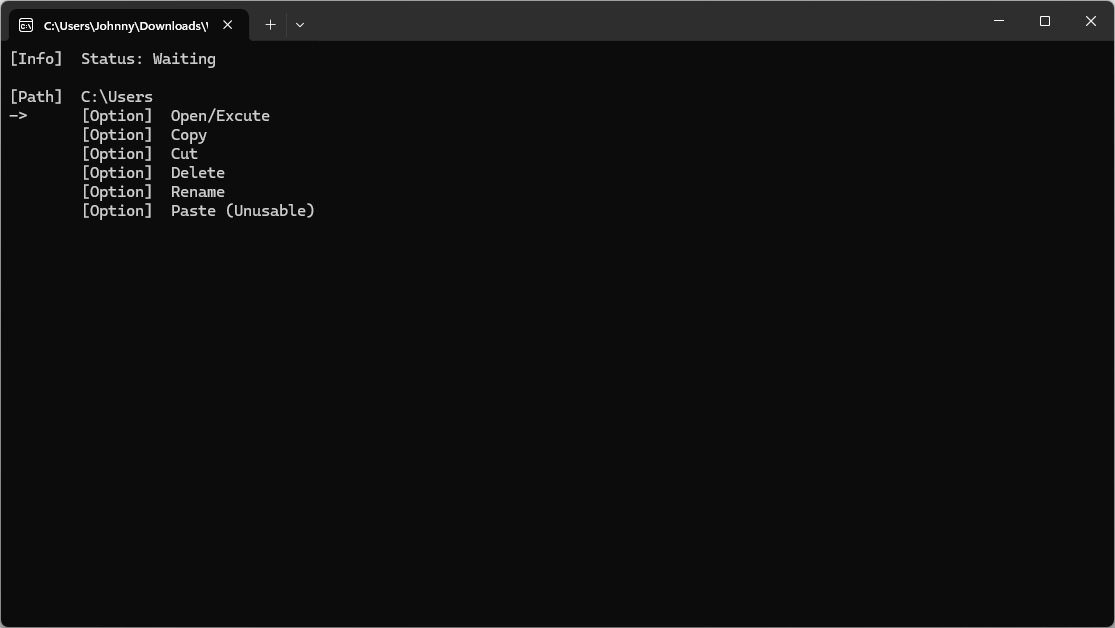 C:\Users\Johnny\Downloads\
[Info]  Status: Waiting
[Path]  C:\Users
->      [Option]  Open/Excute
        [Option]  Copy
        [Option]  Cut
        [Option]  Delete
        [Option]  Rename
        [Option]  Paste (Unusable)